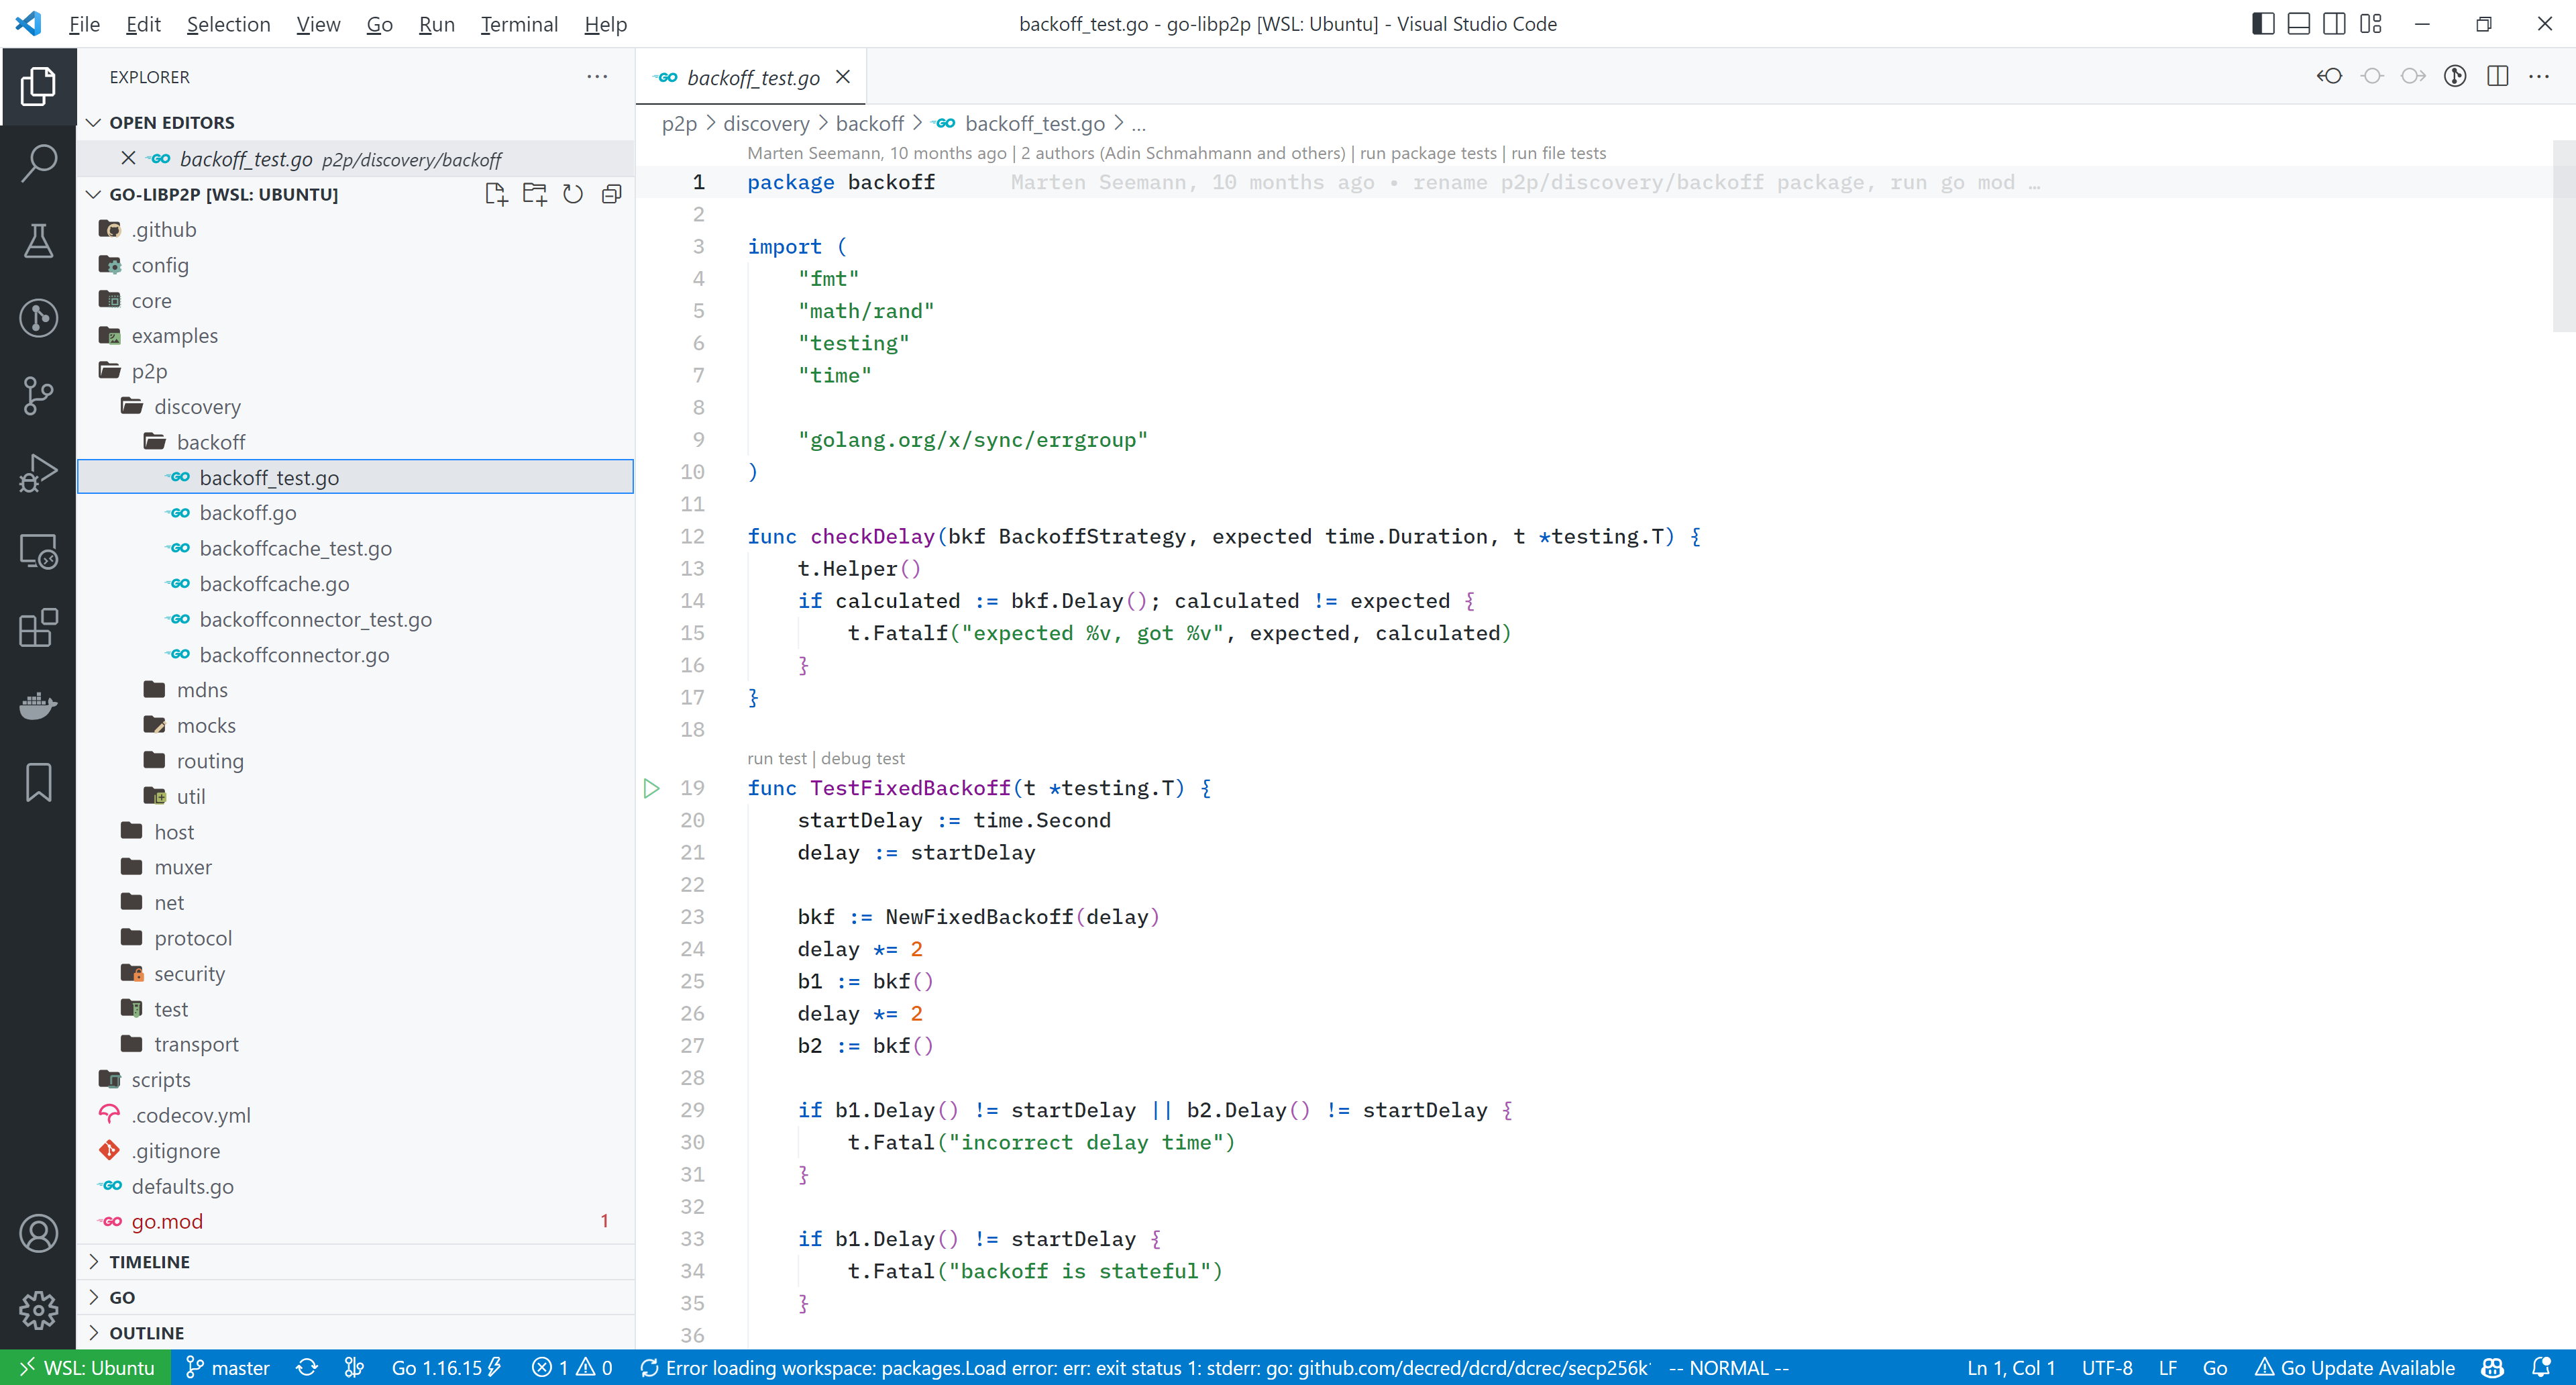 File Edit Selection View Go Run Terminal Help
backoff_test.go - go-libp2p [WSL: Ubuntu] - Visual Studio Code
EXPLORER
OPEN EDITORS
backoff_test.go p2p/discovery/backoff
GO-LIBP2P [WSL: UBUNTU]
.github
config
core
examples
p2p
discovery
backoff
backoff_test.go
backoff.go
backoffcache_test.go
backoffcache.go
backoffconnector_test.go
backoffconnector.go
mdns
mocks
routing
util
host
muxer
net
protocol
security
test
transport
scripts
.codecov.yml
.gitignore
defaults.go
go.mod 1
TIMELINE
GO
OUTLINE
backoff_test.go
p2p > discovery > backoff > backoff_test.go > ...
Marten Seemann, 10 months ago | 2 authors (Adin Schmahmann and others) | run package tests | run file tests
1 package backoff Marten Seemann, 10 months ago • rename p2p/discovery/backoff package, run go mod …
2
3 import (
4 "fmt"
5 "math/rand"
6 "testing"
7 "time"
8
9 "golang.org/x/sync/errgroup"
10 )
11
12 func checkDelay(bkf BackoffStrategy, expected time.Duration, t *testing.T) {
13 t.Helper()
14 if calculated := bkf.Delay(); calculated != expected {
15 t.Fatalf("expected %v, got %v", expected, calculated)
16 }
17 }
18
run test | debug test
19 func TestFixedBackoff(t *testing.T) {
20 startDelay := time.Second
21 delay := startDelay
22
23 bkf := NewFixedBackoff(delay)
24 delay *= 2
25 b1 := bkf()
26 delay *= 2
27 b2 := bkf()
28
29 if b1.Delay() != startDelay || b2.Delay() != startDelay {
30 t.Fatal("incorrect delay time")
31 }
32
33 if b1.Delay() != startDelay {
34 t.Fatal("backoff is stateful")
35 }
36
WSL: Ubuntu master Go 1.16.15 1 0 Error loading workspace: packages.Load error: err: exit status 1: stderr: go: github.com/decred/dcrd/dcrec/secp256k -- NORMAL -- Ln 1, Col 1 UTF-8 LF Go Go Update Available